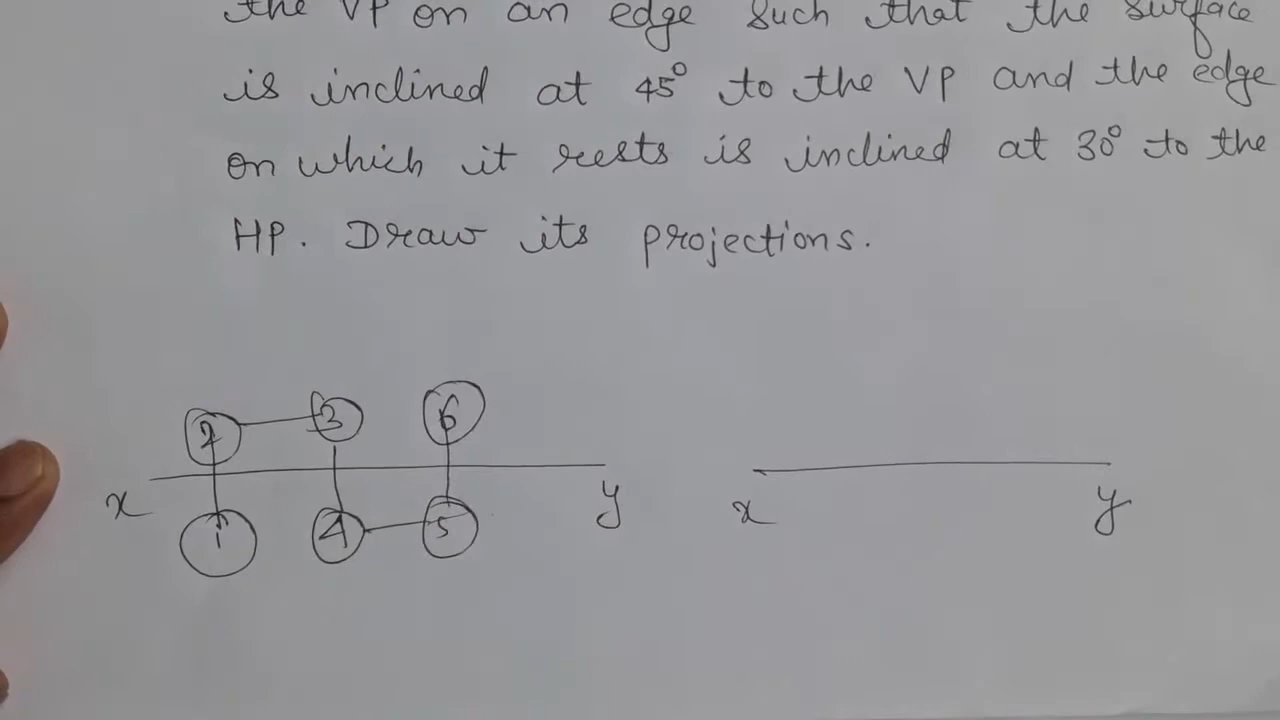 the VP on an edge such that the surface
is inclined at 45° to the VP and the edge
on which it rests is inclined at 30° to the
HP. Draw its projections.
2 3 6
x y x y
1 4 5